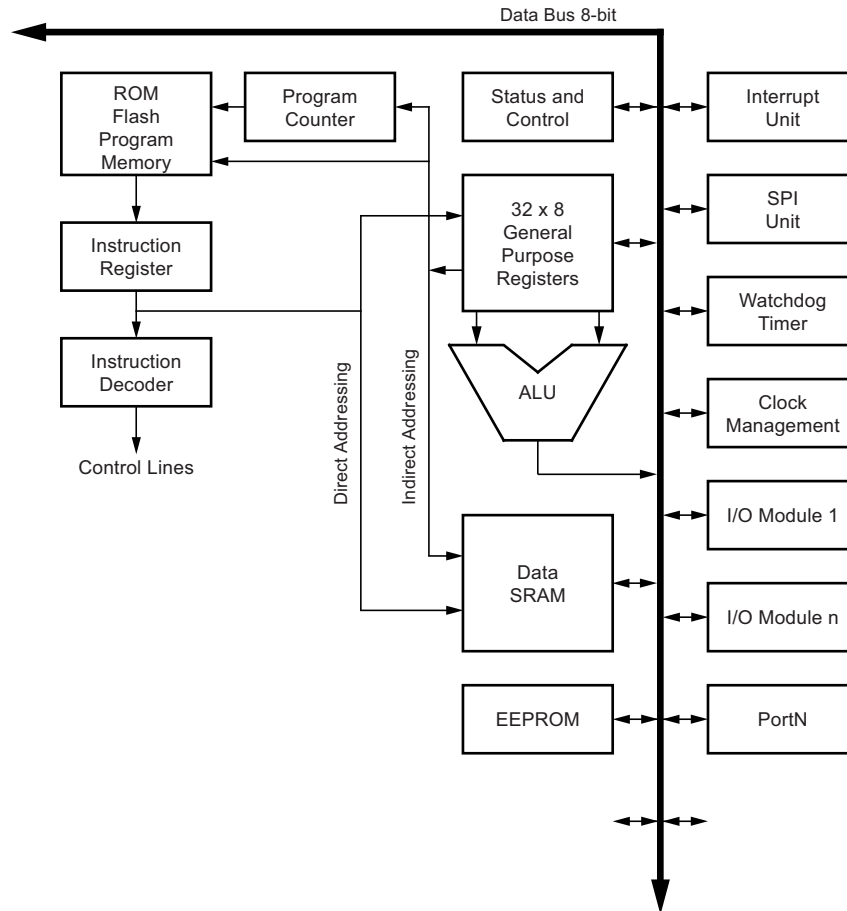 Data Bus 8-bit
ROM
Flash
Program
Memory
Program
Counter
Status and
Control
Interrupt
Unit
32 x 8
General
Purpose
Registers
SPI
Unit
Instruction
Register
Watchdog
Timer
Instruction
Decoder
ALU
Clock
Management
Control Lines
Direct Addressing
Indirect Addressing
I/O Module 1
Data
SRAM
I/O Module n
EEPROM
PortN